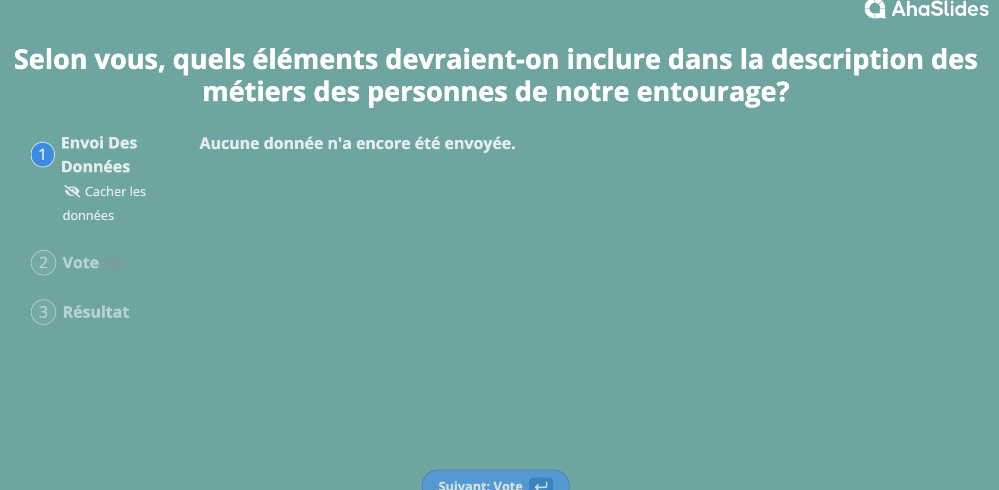 AhaSlides
Selon vous, quels éléments devraient-on inclure dans la description des
métiers des personnes de notre entourage?
1 Envoi Des
Données
Cacher les
données
Aucune donnée n'a encore été envoyée.
2 Vote (0)
3 Résultat
Suivant: Vote